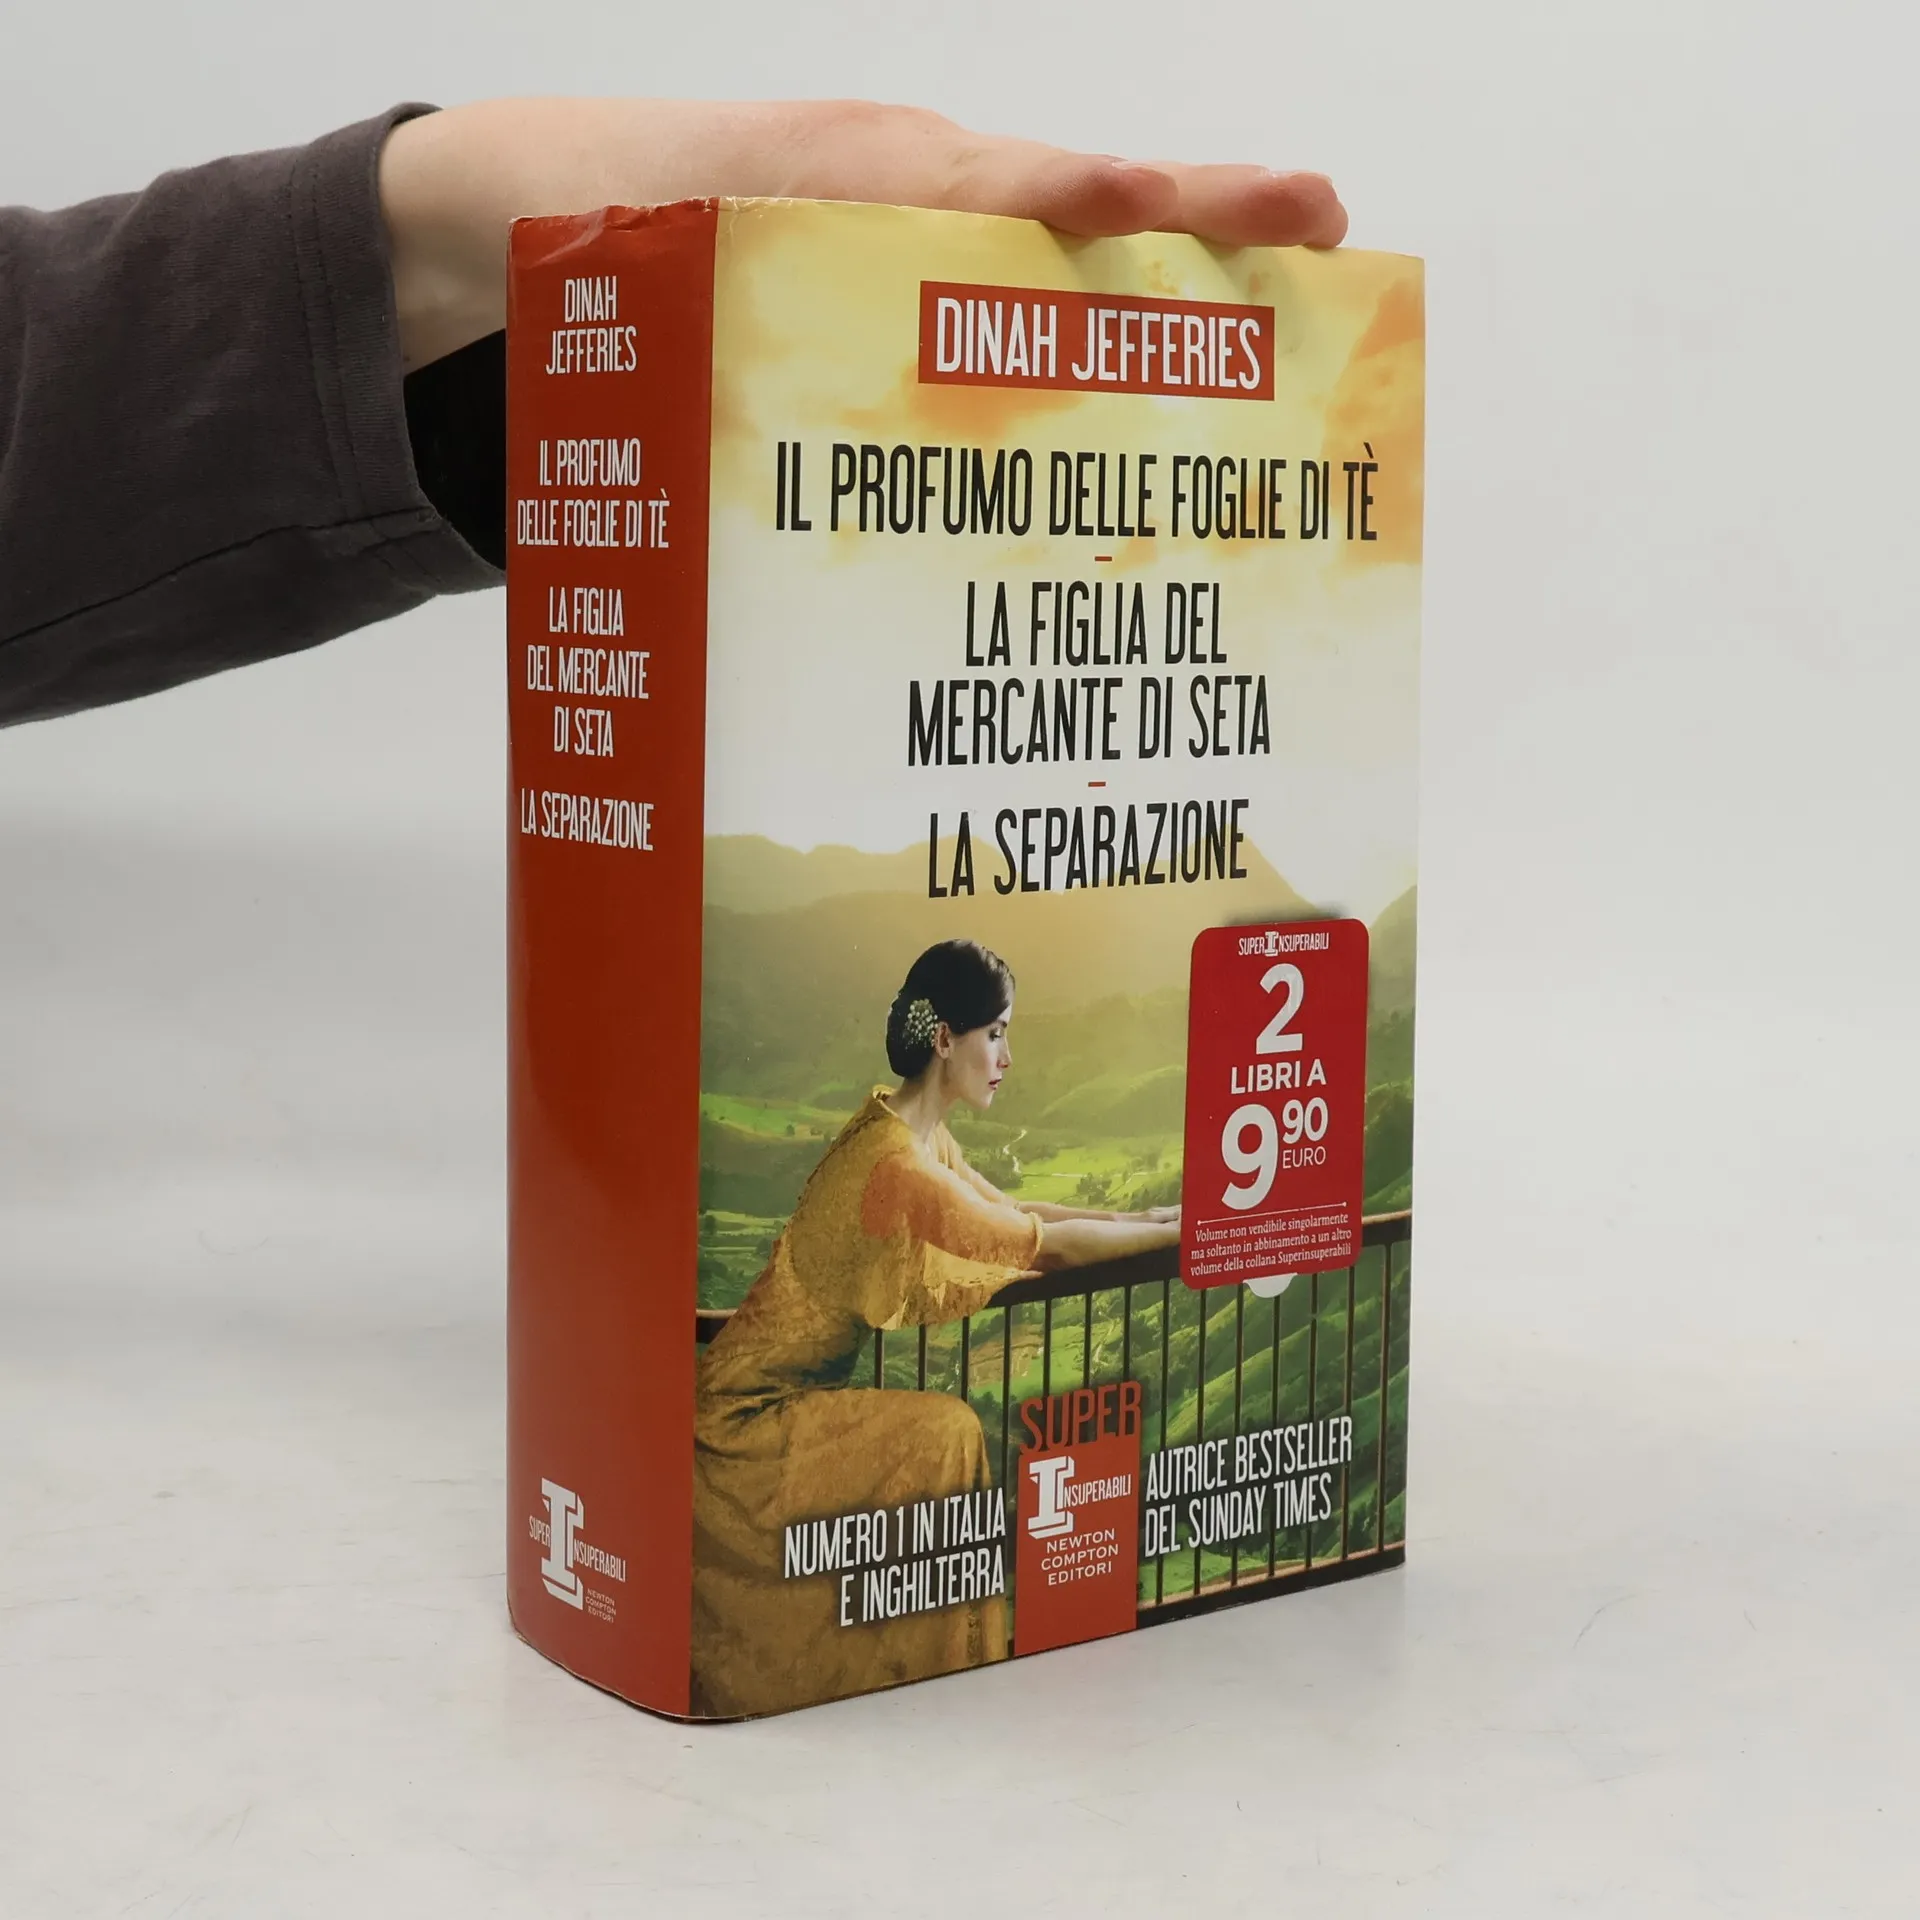 DINAH
JEFFERIES
IL PROFUMO
DELLE FOGLIE DI TÈ
LA FIGLIA
DEL MERCANTE
DI SETA
LA SEPARAZIONE
SUPER INSUPERABILI
NEWTON
COMPTON
EDITORI
DINAH JEFFERIES
IL PROFUMO DELLE FOGLIE DI TÈ
LA FIGLIA DEL
MERCANTE DI SETA
LA SEPARAZIONE
SUPERINSUPERABILI
2
LIBRI A
9 90
EURO
Volume non vendibile singolarmente
ma soltanto in abbinamento a un altro
volume della collana Superinsuperabili
NUMERO 1 IN ITALIA
E INGHILTERRA
SUPER
INSUPERABILI
NEWTON
COMPTON
EDITORI
AUTRICE BESTSELLER
DEL SUNDAY TIMES